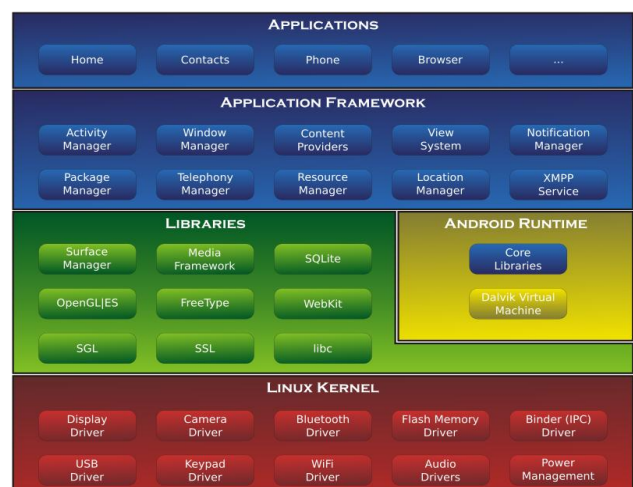 APPLICATIONS
Home Contacts Phone Browser ...
APPLICATION FRAMEWORK
Activity Manager
Window Manager
Content Providers
View System
Notification Manager
Package Manager
Telephony Manager
Resource Manager
Location Manager
XMPP Service
LIBRARIES
Surface Manager
Media Framework
SQLite
OpenGL|ES
FreeType
WebKit
SGL
SSL
libc
ANDROID RUNTIME
Core Libraries
Dalvik Virtual Machine
LINUX KERNEL
Display Driver
Camera Driver
Bluetooth Driver
Flash Memory Driver
Binder (IPC) Driver
USB Driver
Keypad Driver
WiFi Driver
Audio Drivers
Power Management